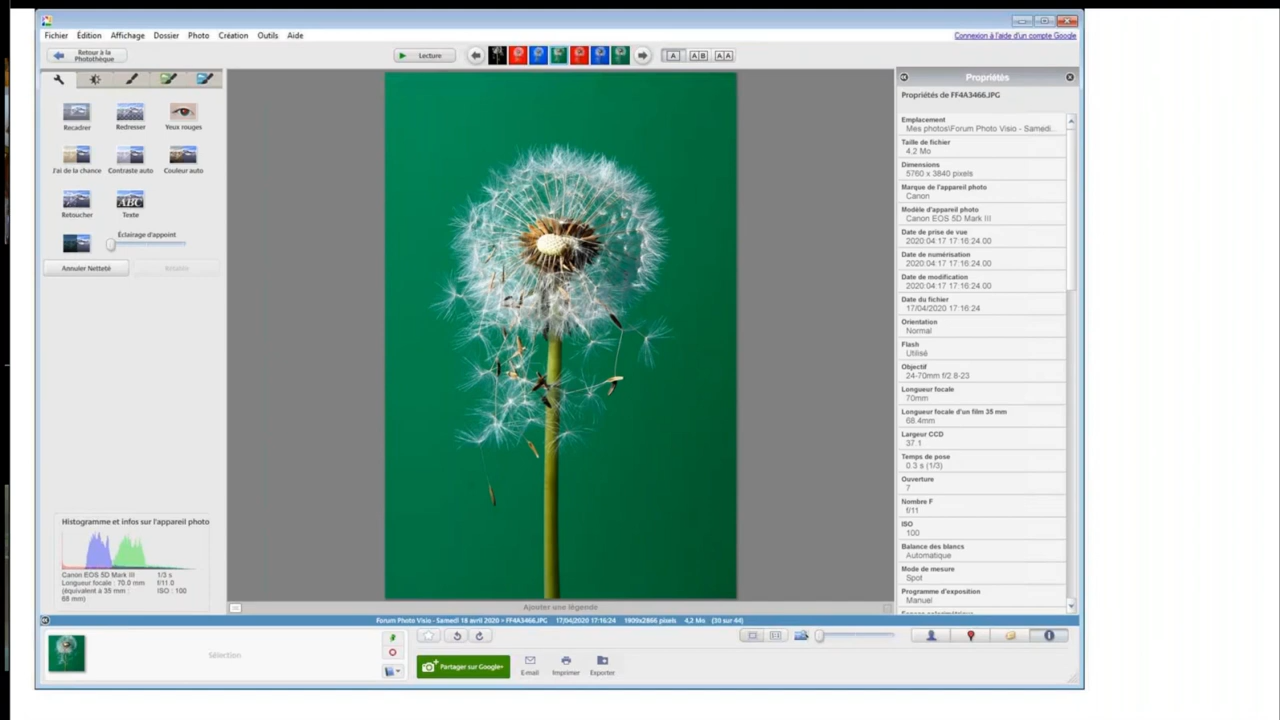 Fichier Édition Affichage Dossier Photo Création Outils Aide
Connexion à l'aide d'un compte Google
Retour à la
Photothèque
Lecture
A AB AA
Propriétés
Propriétés de FF4A3466.JPG
Recadrer Redresser Yeux rouges
J'ai de la chance Contraste auto Couleur auto
ABC
Retoucher Texte
Éclairage d'appoint
Annuler Netteté
Emplacement
Mes photos\Forum Photo Visio - Samedi...
Taille de fichier
4,2 Mo
Dimensions
5760 x 3840 pixels
Marque de l'appareil photo
Canon
Modèle d'appareil photo
Canon EOS 5D Mark III
Date de prise de vue
2020:04:17 17:16:24.00
Date de numérisation
2020:04:17 17:16:24.00
Date de modification
2020:04:17 17:16:24.00
Date du fichier
17/04/2020 17:16:24
Orientation
Normal
Flash
Utilisé
Objectif
24-70mm f/2.8-23
Longueur focale
70mm
Longueur focale d'un film 35 mm
68.4mm
Largeur CCD
37.1
Temps de pose
0.3 s (1/3)
Ouverture
7
Nombre F
f/11
ISO
100
Balance des blancs
Automatique
Mode de mesure
Spot
Programme d'exposition
Manuel
Histogramme et infos sur l'appareil photo
Canon EOS 5D Mark III 1/3 s
Longueur focale : 70.0 mm f/11.0
(équivalent à 35 mm : ISO : 100
68 mm)
Ajouter une légende
Forum Photo Visio - Samedi 18 avril 2020 > FF4A3466.JPG 17/04/2020 17:16:24 1909x2866 pixels 4,2 Mo (30 sur 44)
Sélection
Partager sur Google+
E-mail Imprimer Exporter